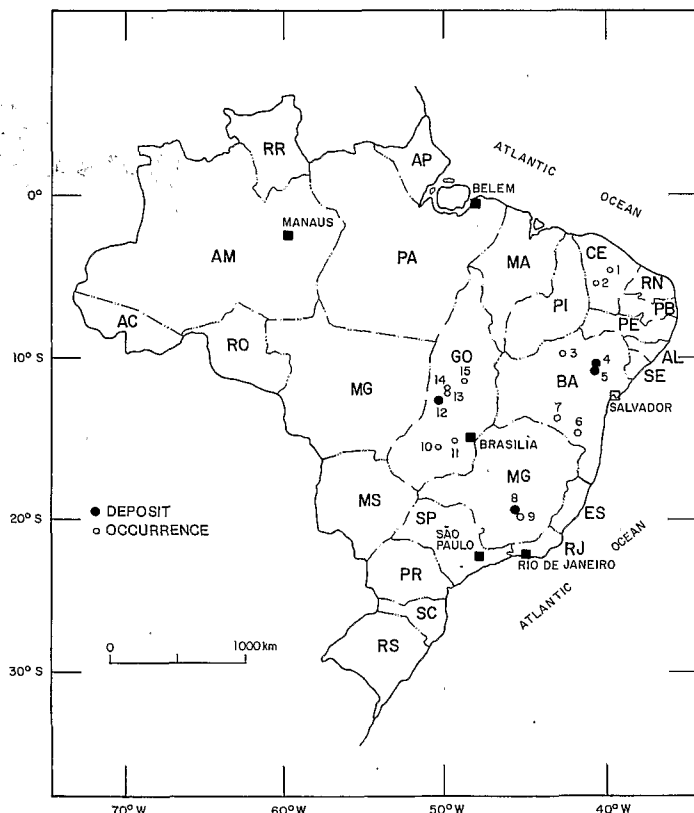 ATLANTIC
OCEAN
RR
AP
BELEM
0°
MANAUS
AM
PA
MA
CE
1
2
RN
PB
PI
PE
AC
RO
10° S
AL
SE
3
4
5
GO
15
14
13
12
BA
MG
SALVADOR
7
6
10
11
BRASILIA
MG
8
9
MS
ES
DEPOSIT
OCCURRENCE
20° S
SP
SÃO
PAULO
RJ
RIO DE JANEIRO
OCEAN
ATLANTIC
PR
SC
RS
0
1000 km
30° S
70° W
60° W
50° W
40° W